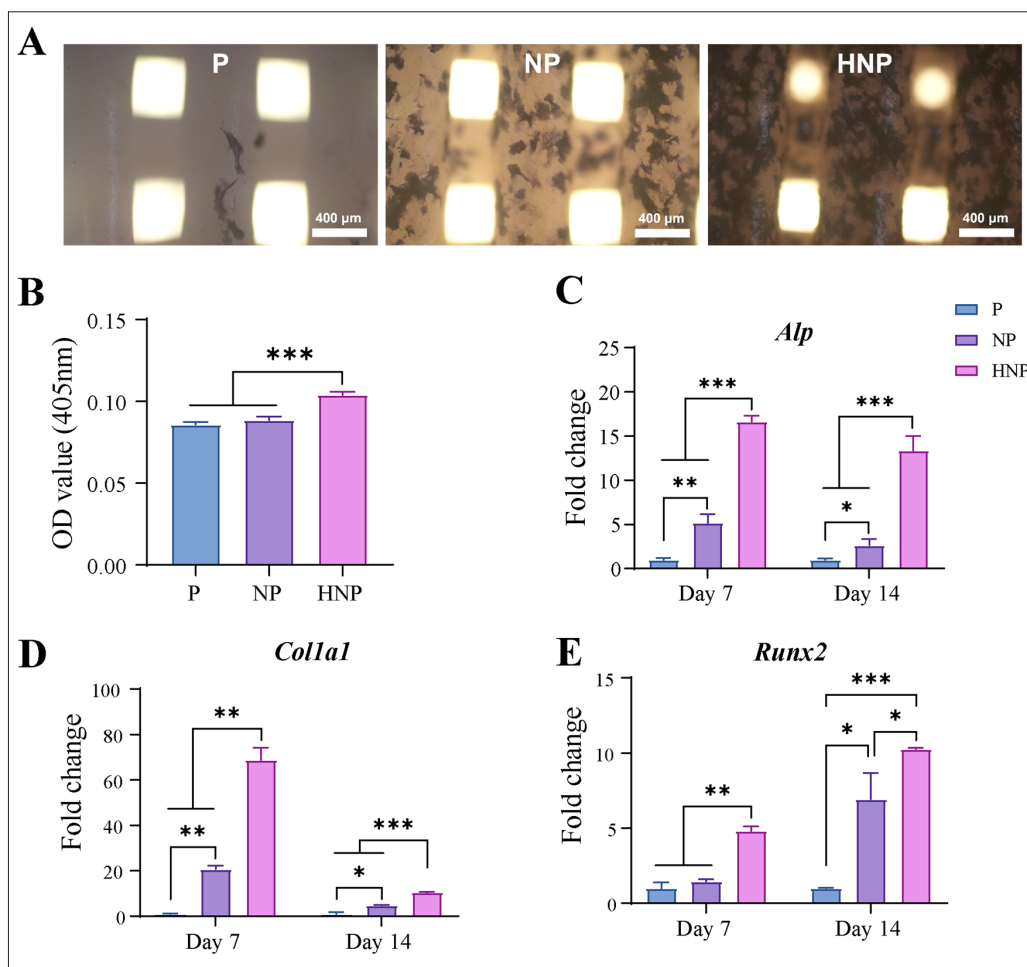 A
P
NP
HNP
400 µm
400 µm
400 µm
B
OD value (405nm)
0.15
0.10
0.05
0.00
***
P
NP
HNP
C
Alp
P
NP
HNP
Fold change
25
20
15
10
5
0
***
**
***
*
Day 7
Day 14
D
Col1a1
Fold change
100
80
60
40
20
0
**
**
***
*
Day 7
Day 14
E
Runx2
Fold change
15
10
5
0
**
***
*
*
Day 7
Day 14